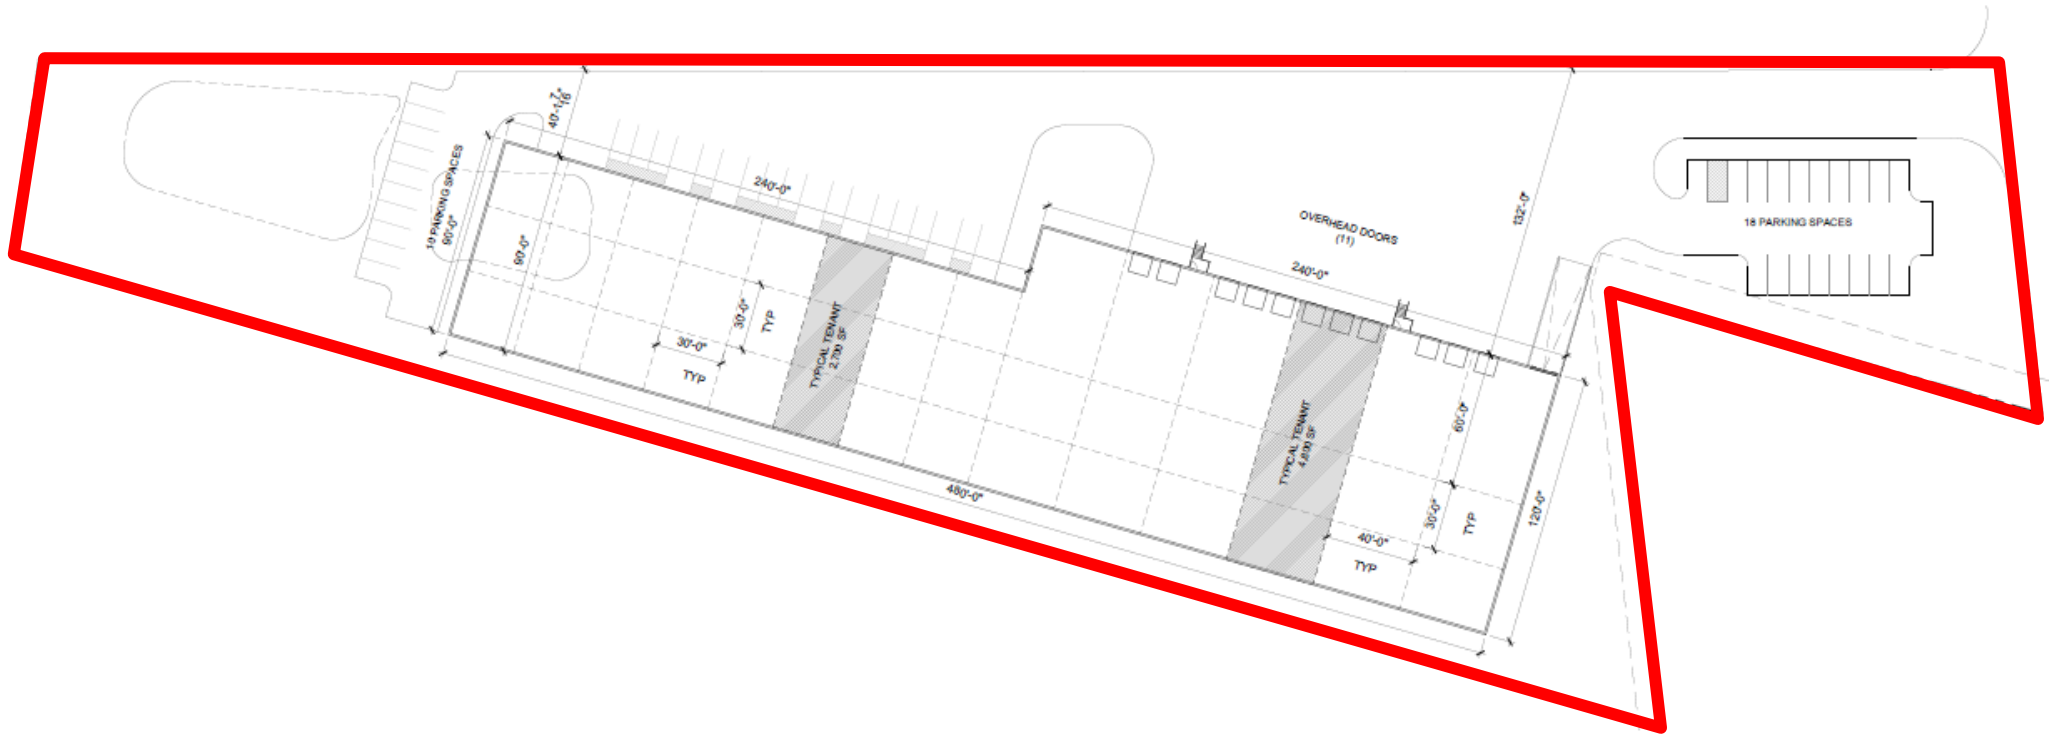 40'-1 7/16"
10 PARKING SPACES
90'-0"
90'-0"
240'-0"
30'-0"
TYP
30'-0"
TYP
TYPICAL TENANT
2,700 SF
OVERHEAD DOORS
(11)
240'-0"
132'-0"
18 PARKING SPACES
TYPICAL TENANT
4,800 SF
60'-0"
30'-0"
TYP
40'-0"
TYP
120'-0"
480'-0"